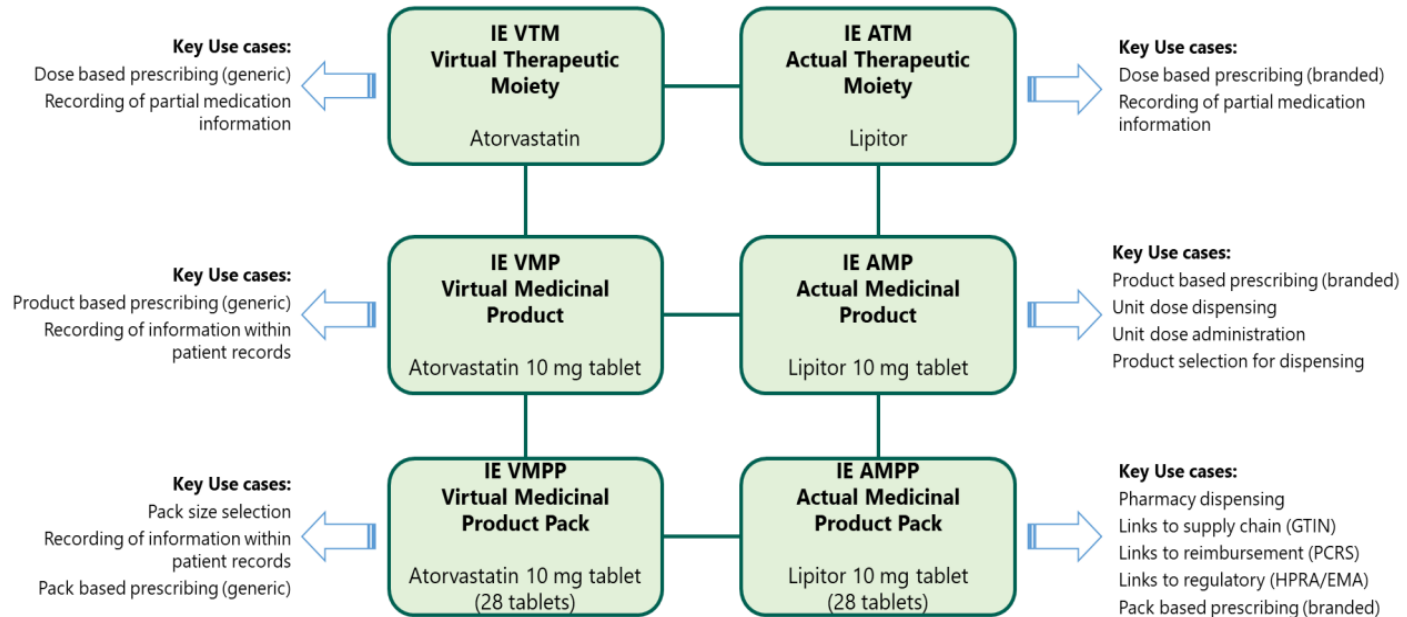 Key Use cases:
Dose based prescribing (generic)
Recording of partial medication
information
IE VTM
Virtual Therapeutic
Moiety
Atorvastatin
IE ATM
Actual Therapeutic
Moiety
Lipitor
Key Use cases:
Dose based prescribing (branded)
Recording of partial medication
information
Key Use cases:
Product based prescribing (generic)
Recording of information within
patient records
IE VMP
Virtual Medicinal
Product
Atorvastatin 10 mg tablet
IE AMP
Actual Medicinal
Product
Lipitor 10 mg tablet
Key Use cases:
Product based prescribing (branded)
Unit dose dispensing
Unit dose administration
Product selection for dispensing
Key Use cases:
Pack size selection
Recording of information within
patient records
Pack based prescribing (generic)
IE VMPP
Virtual Medicinal
Product Pack
Atorvastatin 10 mg tablet
(28 tablets)
IE AMPP
Actual Medicinal
Product Pack
Lipitor 10 mg tablet
(28 tablets)
Key Use cases:
Pharmacy dispensing
Links to supply chain (GTIN)
Links to reimbursement (PCRS)
Links to regulatory (HPRA/EMA)
Pack based prescribing (branded)